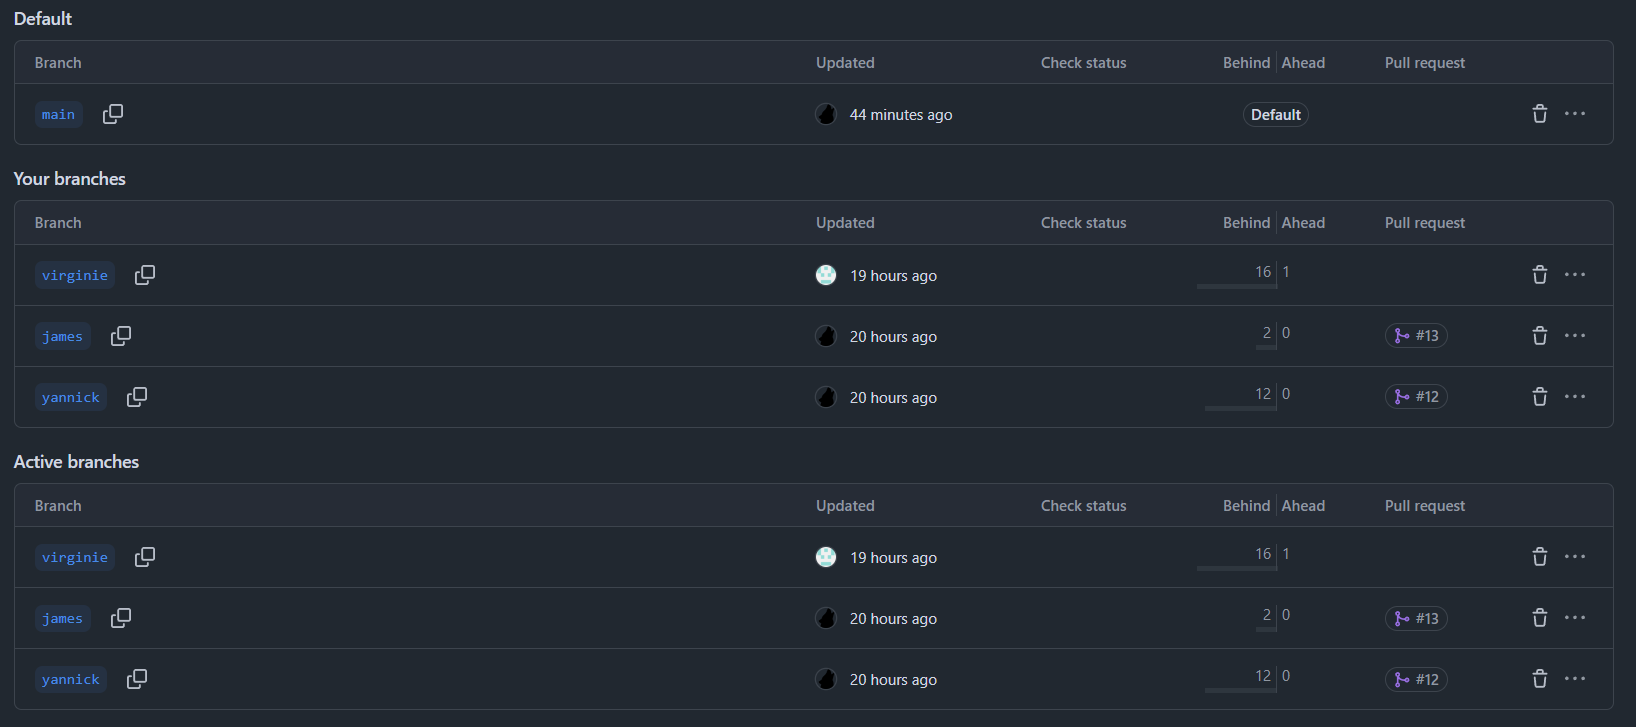 Default
Branch Updated Check status Behind Ahead Pull request
main 44 minutes ago Default
Your branches
Branch Updated Check status Behind Ahead Pull request
virginie 19 hours ago 16 1
james 20 hours ago 2 0 #13
yannick 20 hours ago 12 0 #12
Active branches
Branch Updated Check status Behind Ahead Pull request
virginie 19 hours ago 16 1
james 20 hours ago 2 0 #13
yannick 20 hours ago 12 0 #12